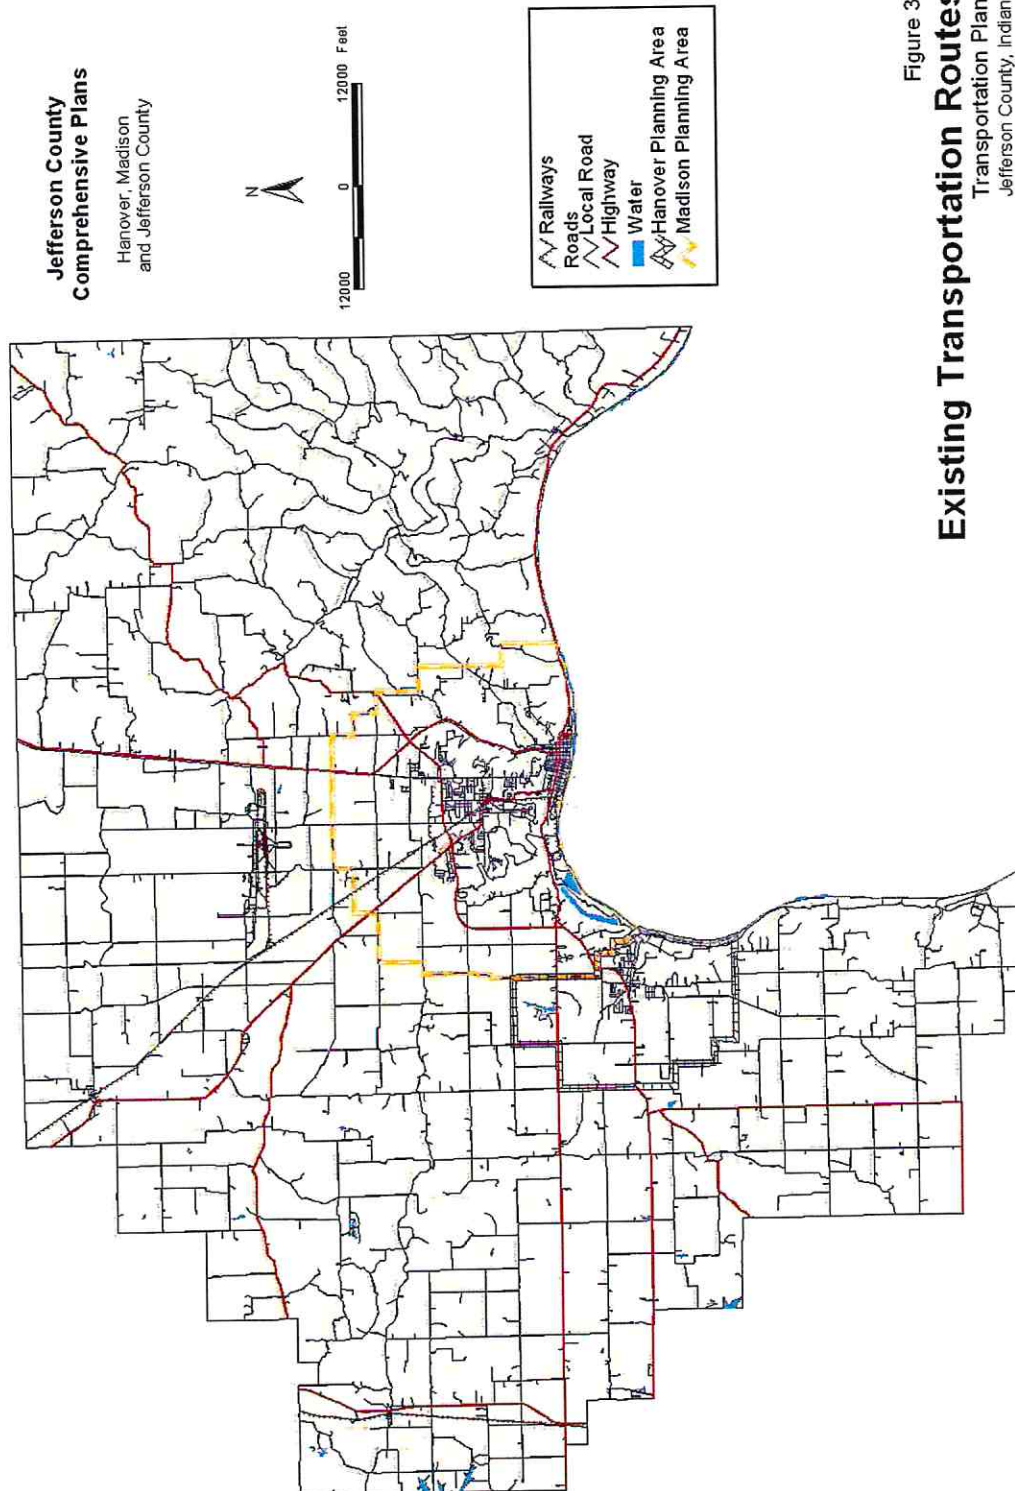 Jefferson County
Comprehensive Plans
Hanover, Madison
and Jefferson County
N
12000 0 12000 Feet
Railways
Roads
Local Road
Highway
Water
Hanover Planning Area
Madison Planning Area
Figure 3
Existing Transportation Routes
Transportation Plan
Jefferson County, Indian